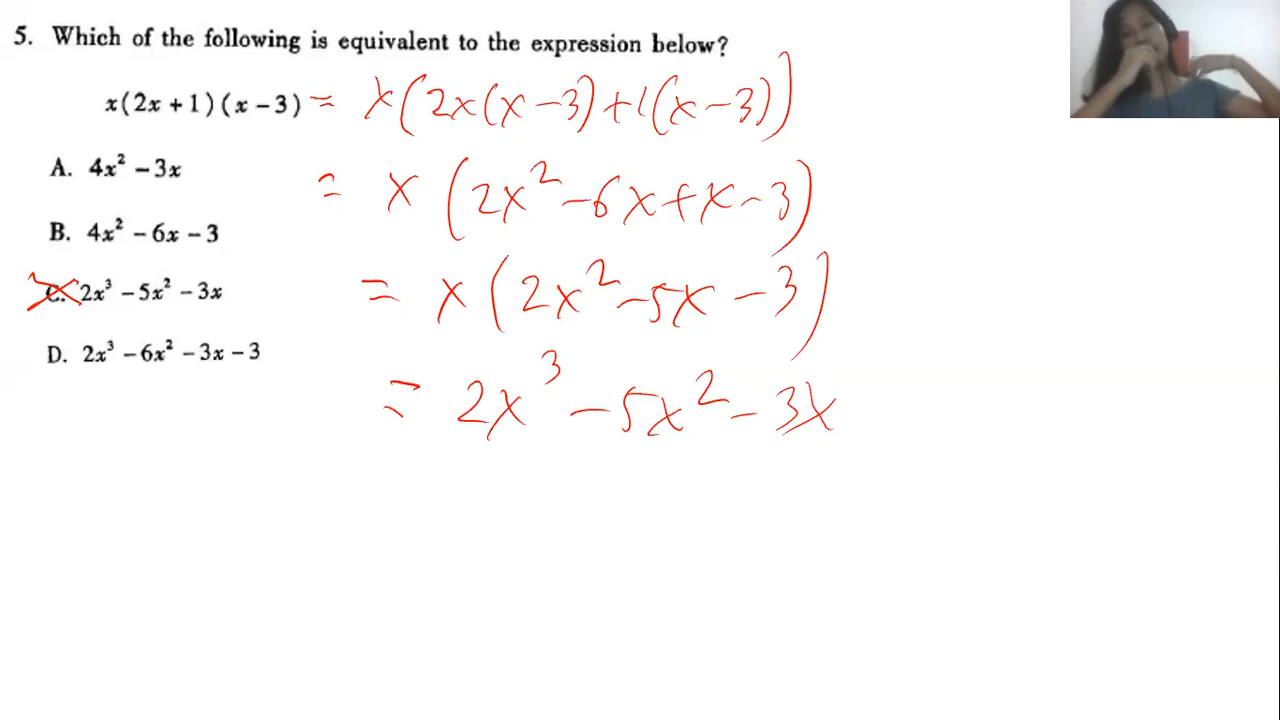 5. Which of the following is equivalent to the expression below?
x(2x + 1)(x − 3) = x(2x(x − 3) + 1(x − 3))
= x (2x² − 6x + x − 3)
= x (2x² − 5x − 3)
= 2x³ − 5x² − 3x
A. 4x² − 3x
B. 4x² − 6x − 3
C. 2x³ − 5x² − 3x
D. 2x³ − 6x² − 3x − 3